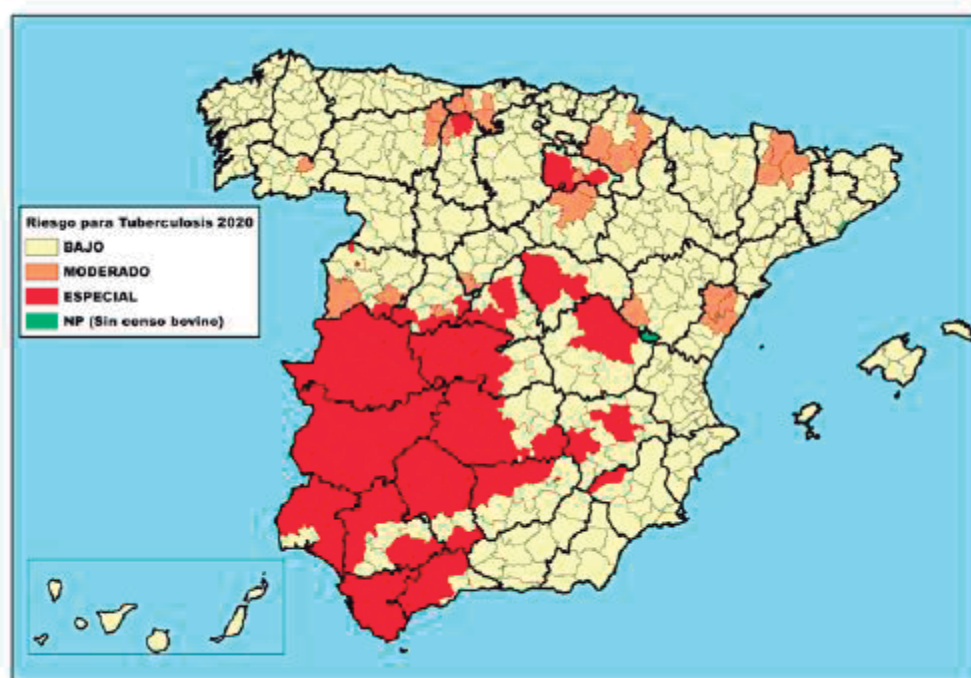 Riesgo para Tuberculosis 2020
BAJO
MODERADO
ESPECIAL
NP (Sin censo bovino)